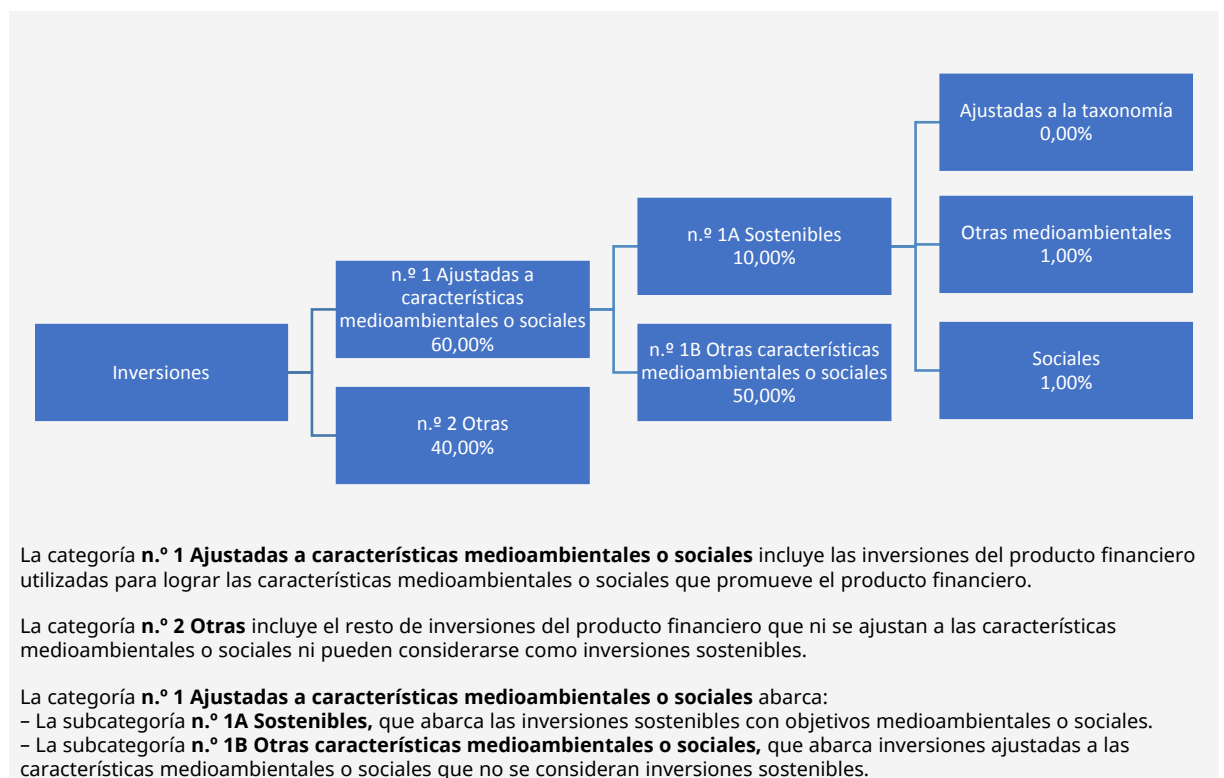 Inversiones
n.º 1 Ajustadas a
características
medioambientales o sociales
60,00%
n.º 2 Otras
40,00%
n.º 1A Sostenibles
10,00%
n.º 1B Otras características
medioambientales o sociales
50,00%
Ajustadas a la taxonomía
0,00%
Otras medioambientales
1,00%
Sociales
1,00%
La categoría n.º 1 Ajustadas a características medioambientales o sociales incluye las inversiones del producto financiero
utilizadas para lograr las características medioambientales o sociales que promueve el producto financiero.
La categoría n.º 2 Otras incluye el resto de inversiones del producto financiero que ni se ajustan a las características
medioambientales o sociales ni pueden considerarse como inversiones sostenibles.
La categoría n.º 1 Ajustadas a características medioambientales o sociales abarca:
– La subcategoría n.º 1A Sostenibles, que abarca las inversiones sostenibles con objetivos medioambientales o sociales.
– La subcategoría n.º 1B Otras características medioambientales o sociales, que abarca inversiones ajustadas a las
características medioambientales o sociales que no se consideran inversiones sostenibles.